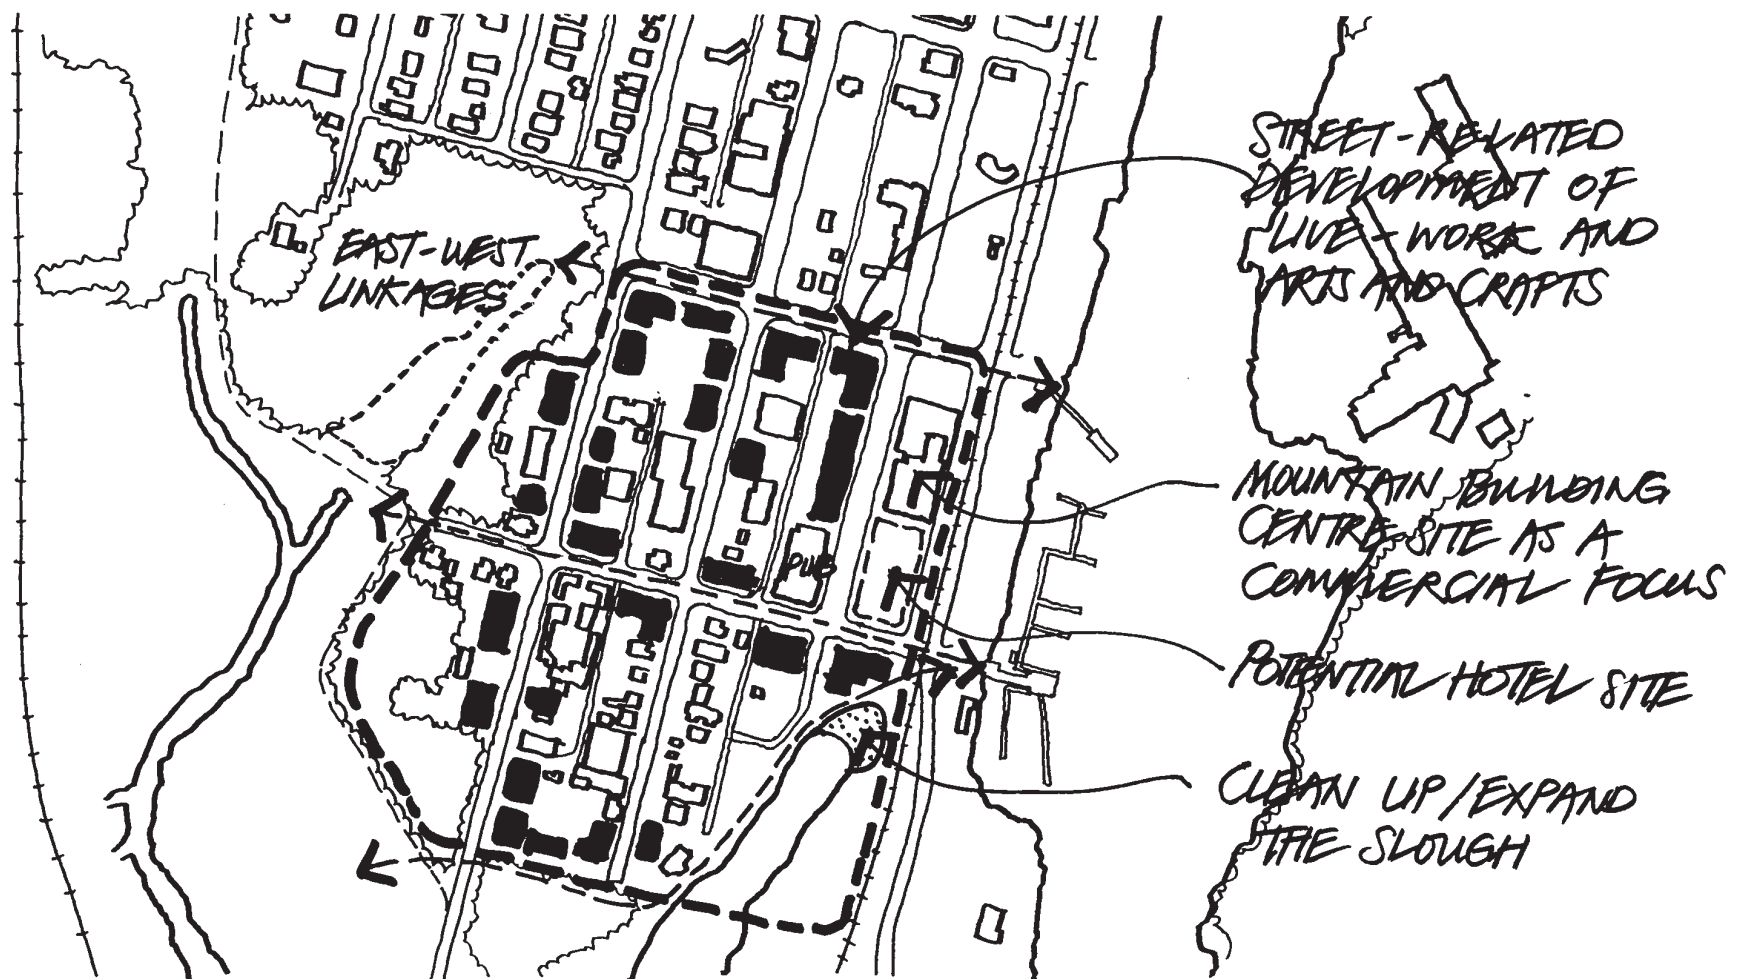 STREET-RELATED
DEVELOPMENT OF
LIVE-WORK AND
ARTS AND CRAFTS
EAST-WEST
LINKAGES
MOUNTAIN BUILDING
CENTRE SITE AS A
COMMERCIAL FOCUS
PUB
POTENTIAL HOTEL SITE
CLEAN UP/EXPAND
THE SLOUGH